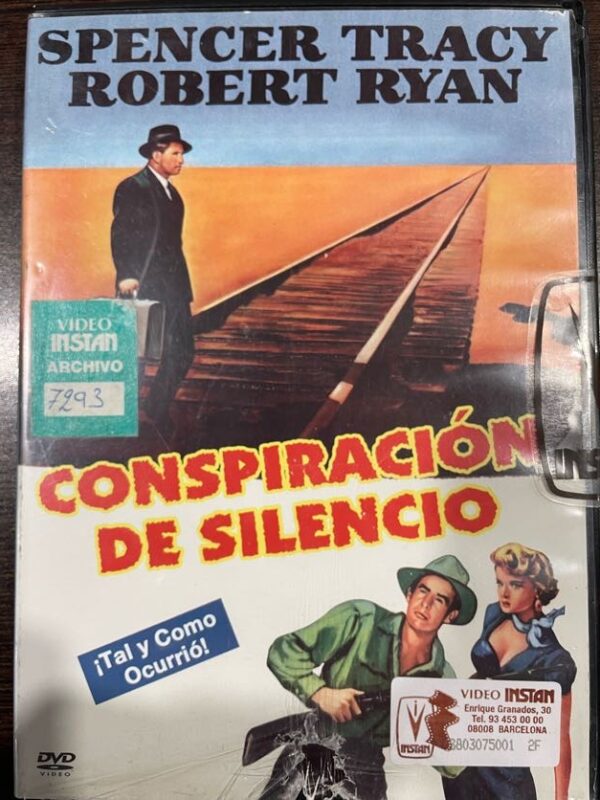 SPENCER TRACY
ROBERT RYAN
VIDEO
INSTAN
ARCHIVO
7293
CONSPIRACIÓN
DE SILENCIO
¡Tal y Como
Ocurrió!
VIDEO INSTAN
Enrique Granados, 30
Tel. 93 453 00 00
08008 BARCELONA
INSTAN
8803075001 2F
DVD
VIDEO